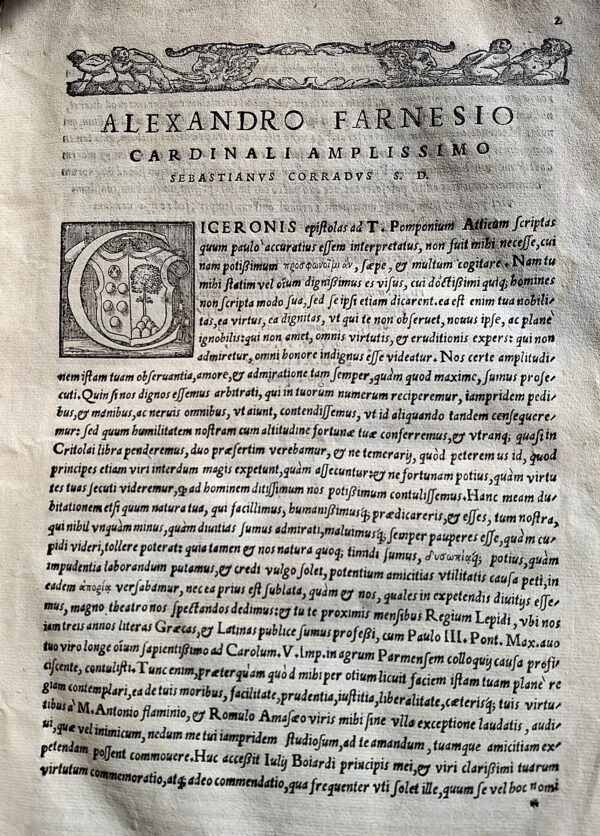 2
ALEXANDRO FARNESIO
CARDINALI AMPLISSIMO
SEBASTIANVS CORRADVS S. D.
CICERONIS epistolas ad T. Pomponium Atticum scriptas
quum paulò accuratius essem interpretatus, non fuit mihi necesse, cui
nam potißimum προσφωνοῖμι ἂν, sæpe, & multum cogitare. Nam tu
mihi statim vel oīum dignißimus es visus, cui doctißimi quiq; homines
non scripta modo sua, sed se ipsi etiam dicarent. ea est enim tua nobili-
tas, ea virtus, ea dignitas, vt qui te non obseruet, nouus ipse, ac planè
ignobilis: qui non amet, omnis virtutis, & eruditionis expers: qui non
admiretur, omni honore indignus esse videatur. Nos certe amplitudi-
nem istam tuam obseruantia, amore, & admiratione tam semper, quàm quod maximè, sumus prose-
cuti. Quin si nos dignos essemus arbitrati, qui in tuorum numerum reciperemur, iampridem pedi-
bus, & manibus, ac neruis omnibus, vt aiunt, contendissemus, vt id aliquando tandem consequere-
mur: sed quum humilitatem nostram cum altitudine fortunæ tuæ conferremus, & vtranq; quasi in
Critolai libra penderemus, duo præsertim verebamur, & ne temerarij, quòd peterem us id, quod
principes etiam viri interdum magis expetunt, quàm assecuntur: & ne fortunam potius, quàm virtu
tes tuas secuti videremur, q̃ ad hominem ditißimum nos potißimum contulissemus. Hanc meam du-
bitationem etsi quum natura tua, qui facillimus, humanißimusq; prædicareris, & esses, tum nostra,
qui nihil vnquàm minus, quàm diuitias sumus admirati, maluimusq; semper pauperes esse, quàm cu-
pidi videri, tollere poterat: quia tamen & nos natura quoq; timidi sumus, δυσωπίαq; potius, quàm
impudentia laborandum putamus, & credi vulgo solet, potentium amicitias vtilitatis causa peti, in
eadem ἀπορίᾳ versabamur, nec ea prius est sublata, quàm & nos, quales in expetendis diuitijs esse-
mus, magno theatro nos spectandos dedimus: & tu te proximis mensibus Regium Lepidi, vbi nos
iam treis annos literas Græcas, & Latinas publice sumus professi, cum Paulo III. Pont. Max. auo
tuo viro longe oīum sapientißimo ad Carolum. V. Imp. in agrum Parmensem colloquij causa profi
ciscente, contulisti. Tunc enim, præterquàm quòd mihi per otium licuit faciem istam tuam planè re
giam contemplari, ea de tuis moribus, facilitate, prudentia, iustitia, liberalitate, cæterisq; tuis virtu-
tibus à M. Antonio flaminio, & Romulo Amasæo viris mihi sine vlla exceptione laudatis, audi-
ui, quæ vel inimicum, nedum me tui iampridem studiosum, ad te amandum, tuamque amicitiam ex-
petendam possent commouere. Huc accessit Iulij Boiardi principis mei, & viri clarißimi tuarum
virtutum commemoratio, atq; adeo commendatio, qua frequenter vti solet ille, quum se vel hoc nomi
*